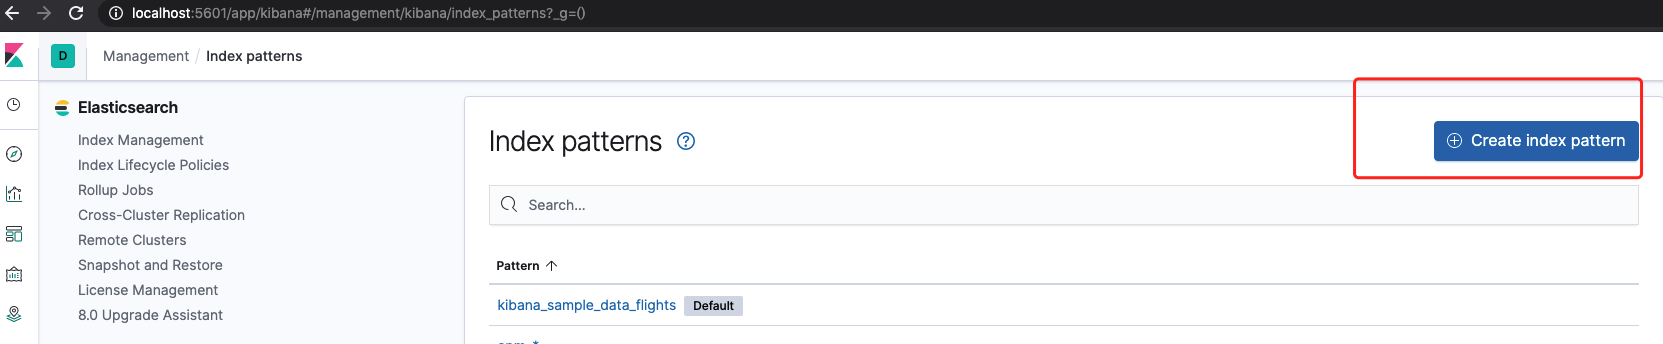 localhost:5601/app/kibana#/management/kibana/index_patterns?_g=()
D Management / Index patterns
Elasticsearch
Index Management
Index Lifecycle Policies
Rollup Jobs
Cross-Cluster Replication
Remote Clusters
Snapshot and Restore
License Management
8.0 Upgrade Assistant
Index patterns ?
Create index pattern
Search...
Pattern ↑
kibana_sample_data_flights Default